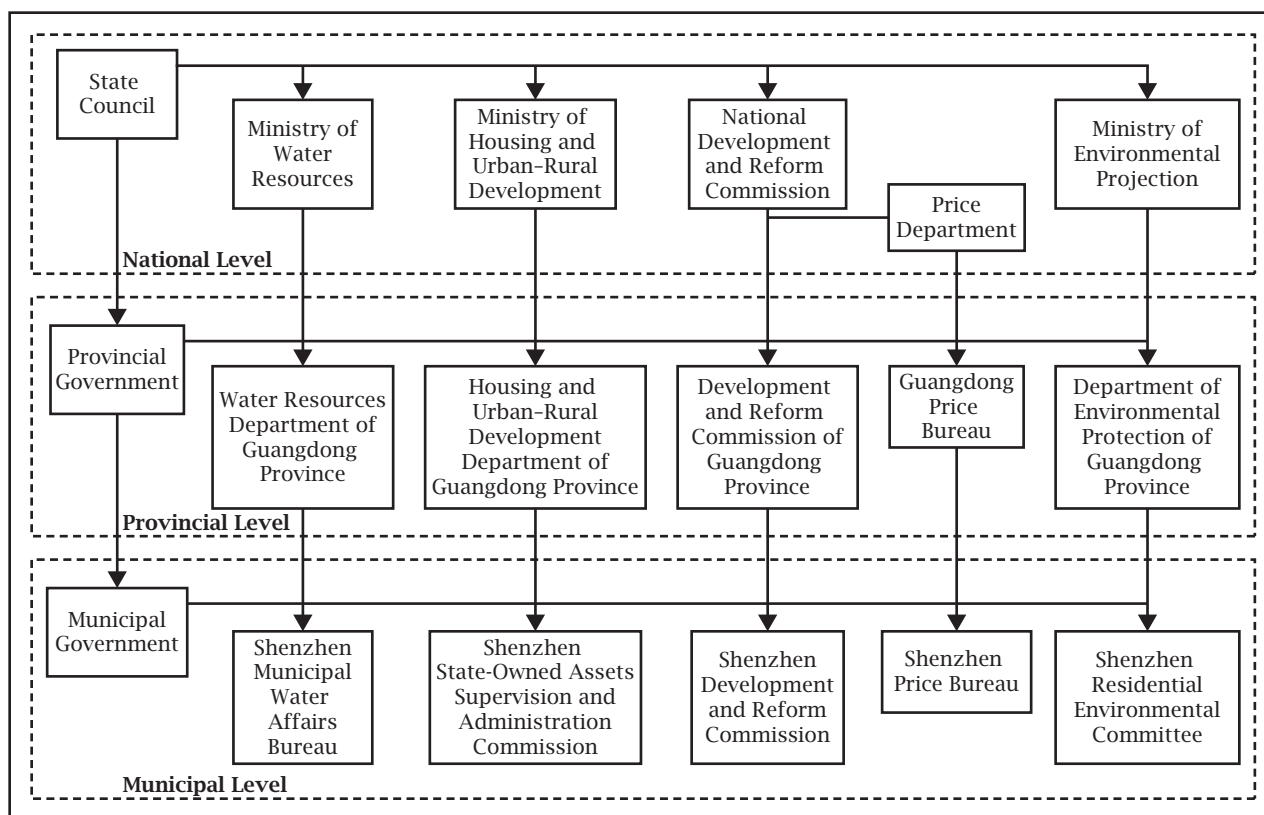 State
Council
Ministry of
Water
Resources
Ministry of
Housing and
Urban–Rural
Development
National
Development
and Reform
Commission
Price
Department
Ministry of
Environmental
Projection
National Level
Provincial
Government
Water Resources
Department of
Guangdong
Province
Housing and
Urban–Rural
Development
Department of
Guangdong Province
Development
and Reform
Commission of
Guangdong
Province
Guangdong
Price
Bureau
Department of
Environmental
Protection of
Guangdong
Province
Provincial Level
Municipal
Government
Shenzhen
Municipal
Water
Affairs
Bureau
Shenzhen
State-Owned Assets
Supervision and
Administration
Commission
Shenzhen
Development
and Reform
Commission
Shenzhen
Price Bureau
Shenzhen
Residential
Environmental
Committee
Municipal Level